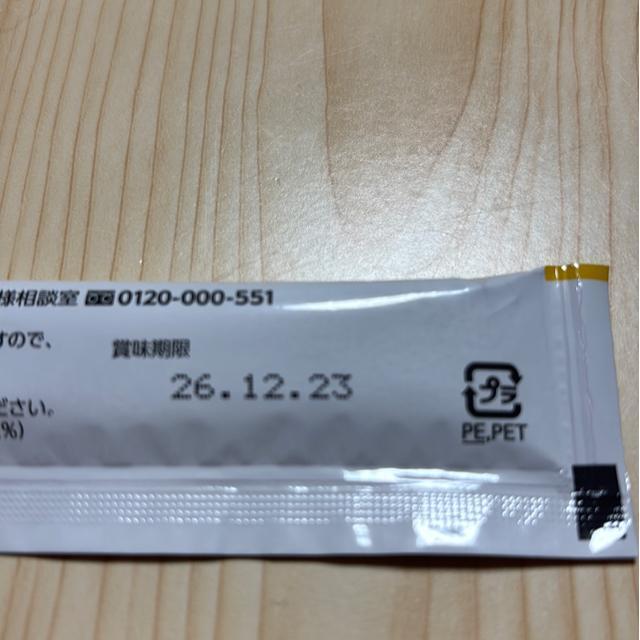 様相談室 0120-000-551
すので、
賞味期限
26.12.23
ださい。
%)
プラ
PE,PET